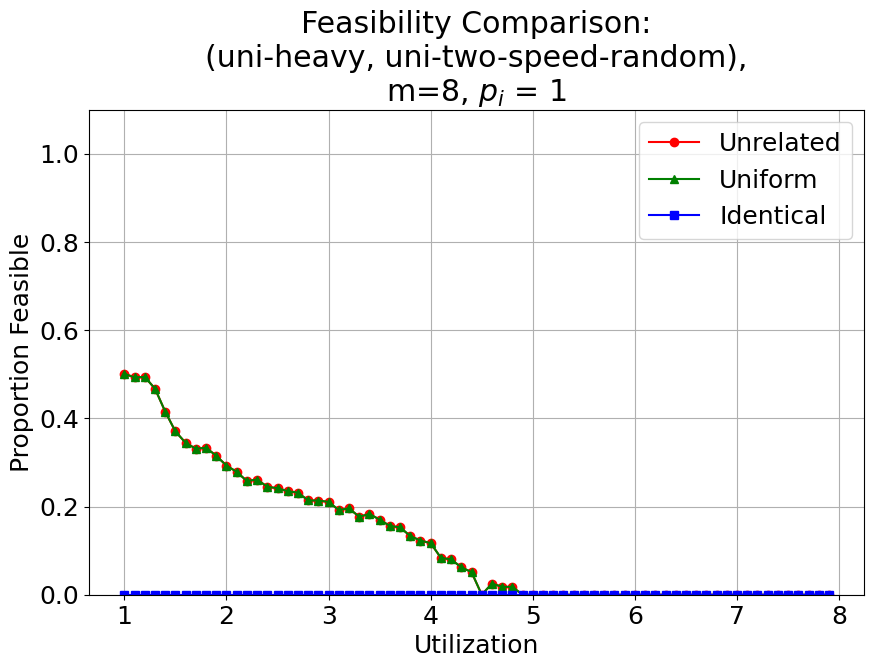 Feasibility Comparison:
(uni-heavy, uni-two-speed-random),
m=8, pᵢ = 1
Unrelated
Uniform
Identical
Proportion Feasible
1.0
0.8
0.6
0.4
0.2
0.0
1 2 3 4 5 6 7 8
Utilization